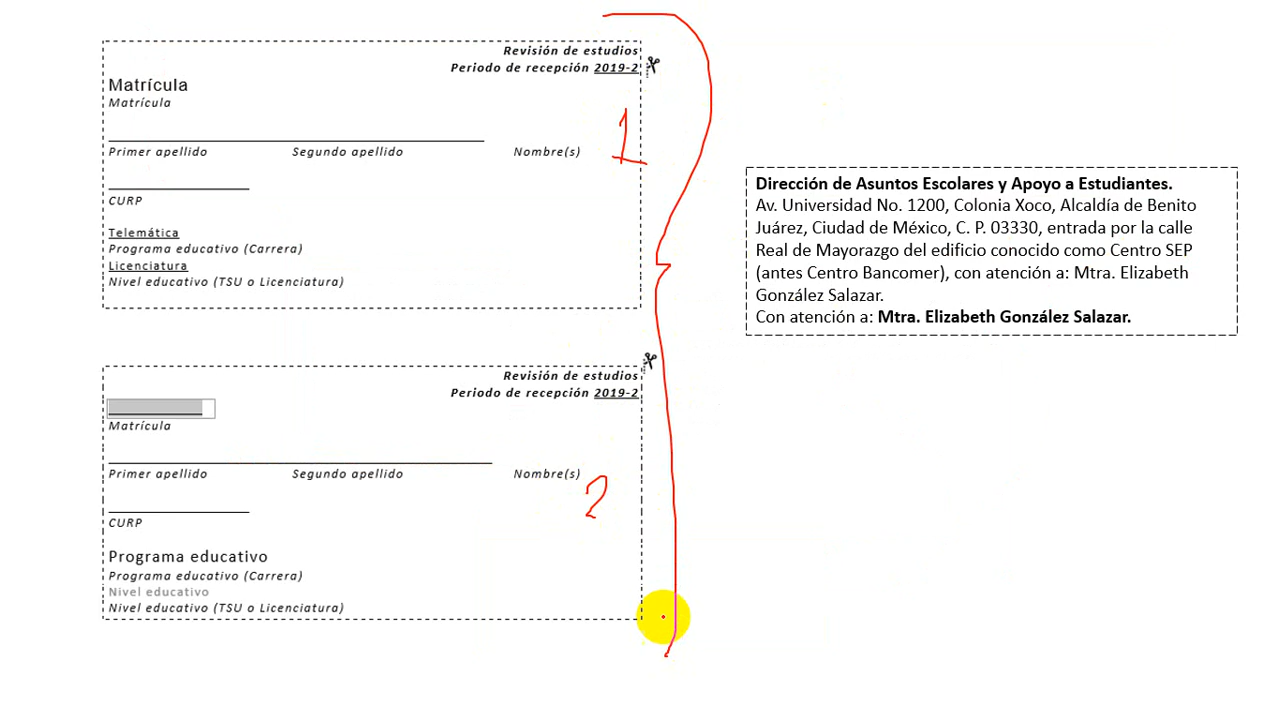 Revisión de estudios
Periodo de recepción 2019-2
Matrícula
Matrícula
Primer apellido Segundo apellido Nombre(s)
1
CURP
Telemática
Programa educativo (Carrera)
Licenciatura
Nivel educativo (TSU o Licenciatura)
Revisión de estudios
Periodo de recepción 2019-2
Matrícula
Primer apellido Segundo apellido Nombre(s)
2
CURP
Programa educativo
Programa educativo (Carrera)
Nivel educativo
Nivel educativo (TSU o Licenciatura)
Dirección de Asuntos Escolares y Apoyo a Estudiantes.
Av. Universidad No. 1200, Colonia Xoco, Alcaldía de Benito
Juárez, Ciudad de México, C. P. 03330, entrada por la calle
Real de Mayorazgo del edificio conocido como Centro SEP
(antes Centro Bancomer), con atención a: Mtra. Elizabeth
González Salazar.
Con atención a: Mtra. Elizabeth González Salazar.